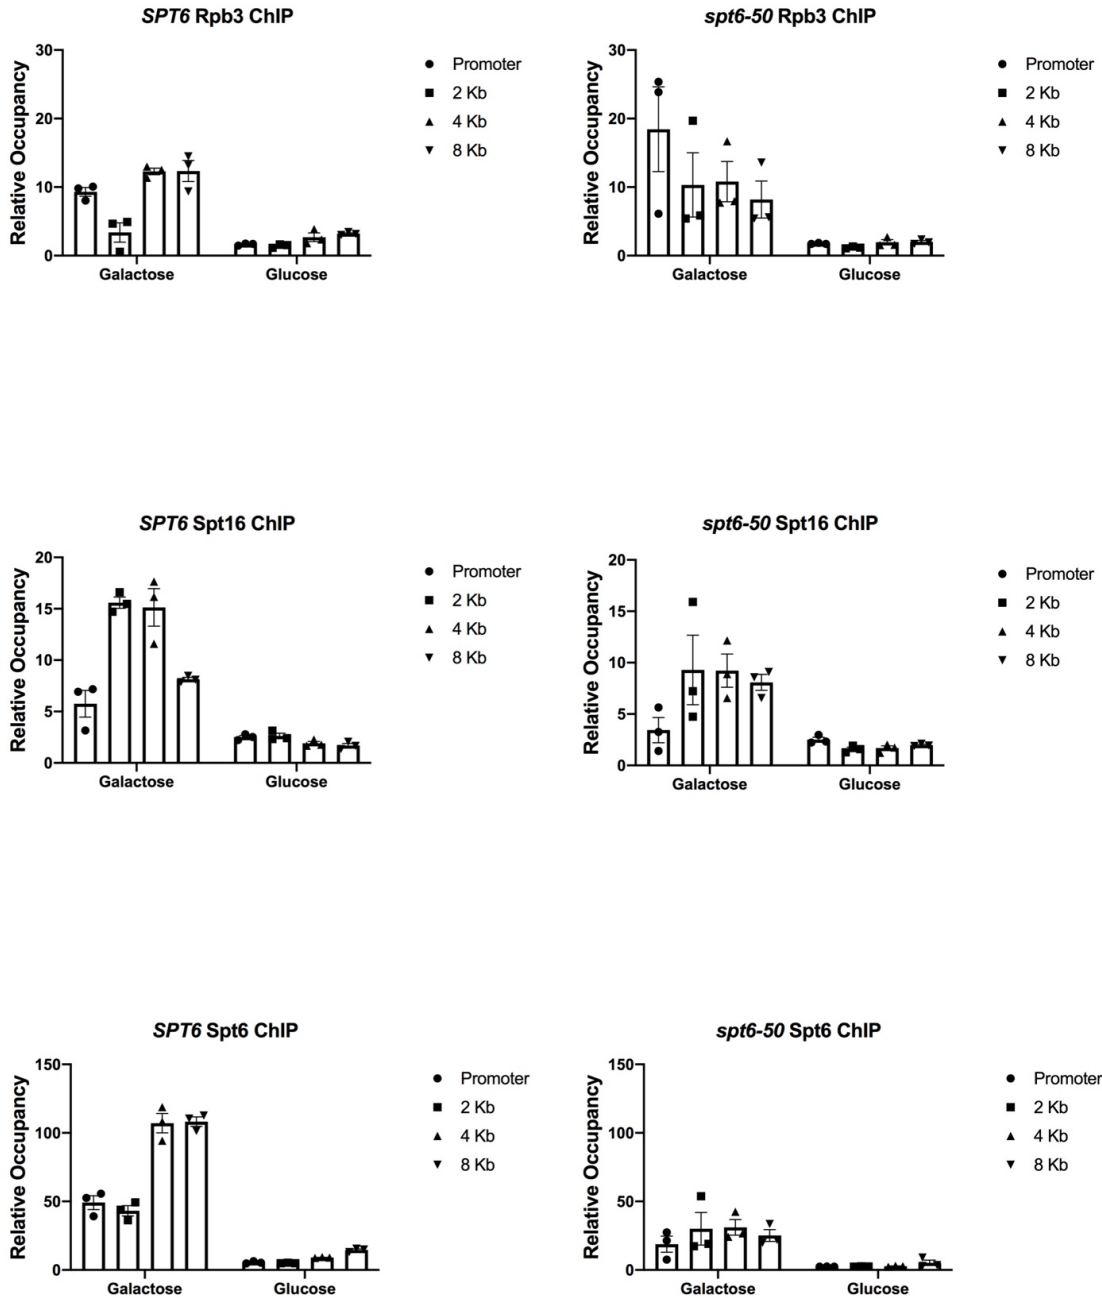 SPT6 Rpb3 ChIP
Relative Occupancy
30
20
10
0
Galactose
Glucose
Promoter
2 Kb
4 Kb
8 Kb
spt6-50 Rpb3 ChIP
Relative Occupancy
30
20
10
0
Galactose
Glucose
Promoter
2 Kb
4 Kb
8 Kb
SPT6 Spt16 ChIP
Relative Occupancy
20
15
10
5
0
Galactose
Glucose
Promoter
2 Kb
4 Kb
8 Kb
spt6-50 Spt16 ChIP
Relative Occupancy
20
15
10
5
0
Galactose
Glucose
Promoter
2 Kb
4 Kb
8 Kb
SPT6 Spt6 ChIP
Relative Occupancy
150
100
50
0
Galactose
Glucose
Promoter
2 Kb
4 Kb
8 Kb
spt6-50 Spt6 ChIP
Relative Occupancy
150
100
50
0
Galactose
Glucose
Promoter
2 Kb
4 Kb
8 Kb